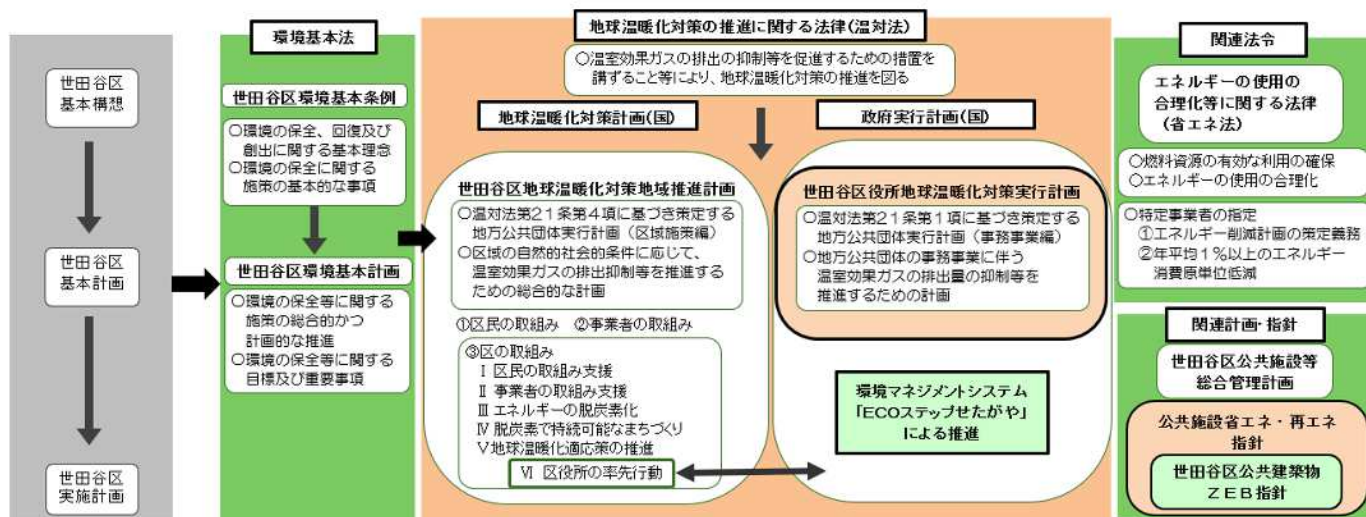 世田谷区
基本構想
世田谷区
基本計画
世田谷区
実施計画
環境基本法
世田谷区環境基本条例
○環境の保全、回復及び
創出に関する基本理念
○環境の保全に関する
施策の基本的な事項
世田谷区環境基本計画
○環境の保全等に関する
施策の総合的かつ
計画的な推進
○環境の保全等に関する
目標及び重要事項
地球温暖化対策の推進に関する法律(温対法)
○温室効果ガスの排出の抑制等を促進するための措置を
講ずること等により、地球温暖化対策の推進を図る
地球温暖化対策計画(国)
世田谷区地球温暖化対策地域推進計画
○温対法第21条第4項に基づき策定する
地方公共団体実行計画(区域施策編)
○区域の自然的社会的条件に応じて、
温室効果ガスの排出抑制等を推進する
ための総合的な計画
①区民の取組み ②事業者の取組み
③区の取組み
Ⅰ 区民の取組み支援
Ⅱ 事業者の取組み支援
Ⅲ エネルギーの脱炭素化
Ⅳ 脱炭素で持続可能なまちづくり
Ⅴ地球温暖化適応策の推進
Ⅵ 区役所の率先行動
政府実行計画(国)
世田谷区役所地球温暖化対策実行計画
○温対法第21条第1項に基づき策定する
地方公共団体実行計画(事務事業編)
○地方公共団体の事務事業に伴う
温室効果ガスの排出量の抑制等を
推進するための計画
環境マネジメントシステム
「ECOステップせたがや」
による推進
関連法令
エネルギーの使用の
合理化等に関する法律
(省エネ法)
○燃料資源の有効な利用の確保
○エネルギーの使用の合理化
○特定事業者の指定
①エネルギー削減計画の策定義務
②年平均1%以上のエネルギー
消費原単位低減
関連計画・指針
世田谷区公共施設等
総合管理計画
公共施設省エネ・再エネ
指針
世田谷区公共建築物
ZEB指針